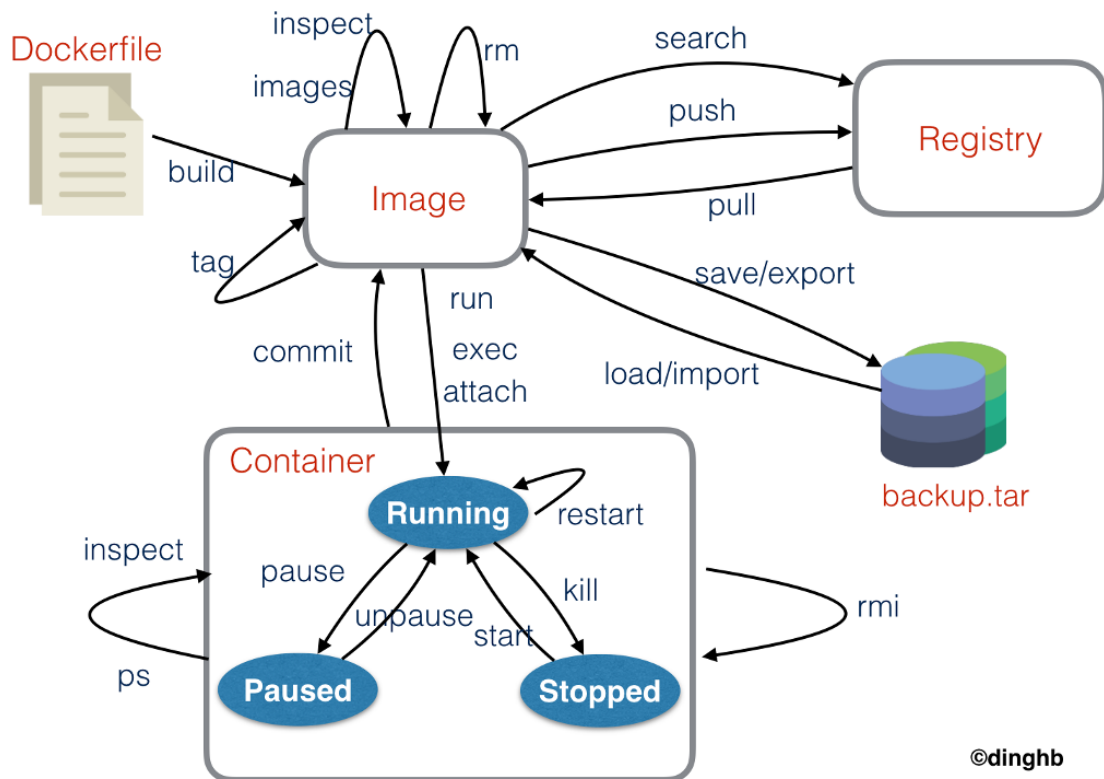 Dockerfile
inspect
images
rm
search
push
Registry
build
Image
pull
tag
save/export
run
commit
exec
attach
load/import
backup.tar
Container
Running
restart
inspect
pause
unpause
start
kill
rmi
ps
Paused
Stopped
©dinghb